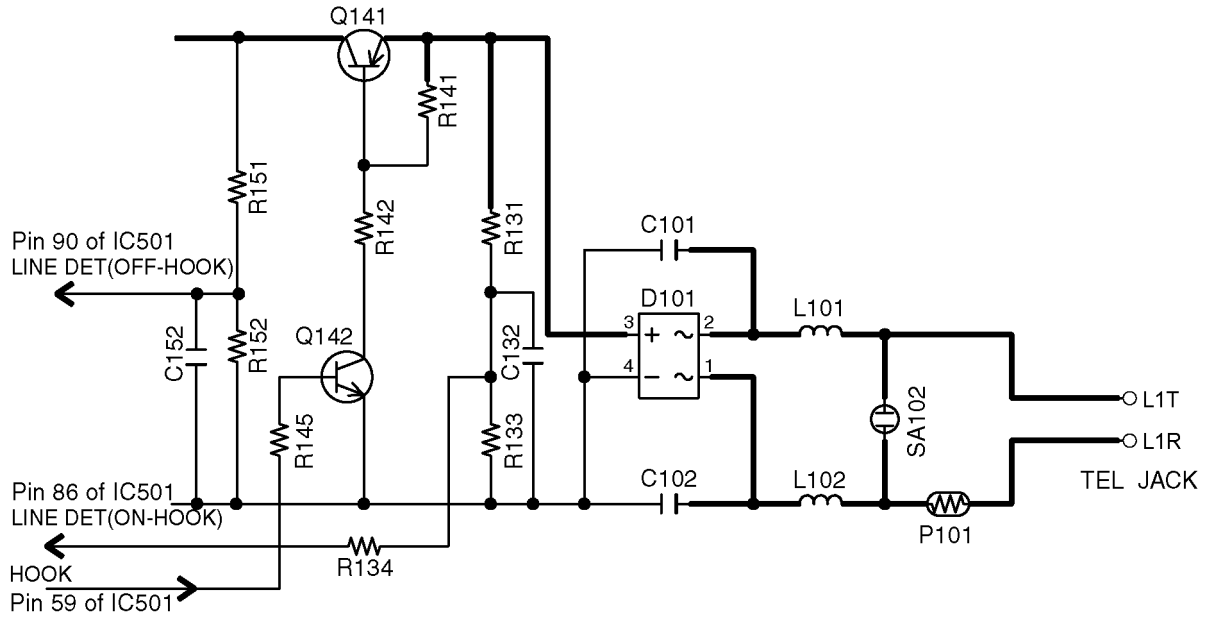 Q141
R141
R151
R142
R131
C101
Pin 90 of IC501
LINE DET(OFF-HOOK)
D101
L101
3
+
~
2
4
−
~
1
C152
R152
Q142
C132
SA102
L1T
R145
R133
L1R
C102
L102
TEL JACK
Pin 86 of IC501
LINE DET(ON-HOOK)
P101
R134
HOOK
Pin 59 of IC501